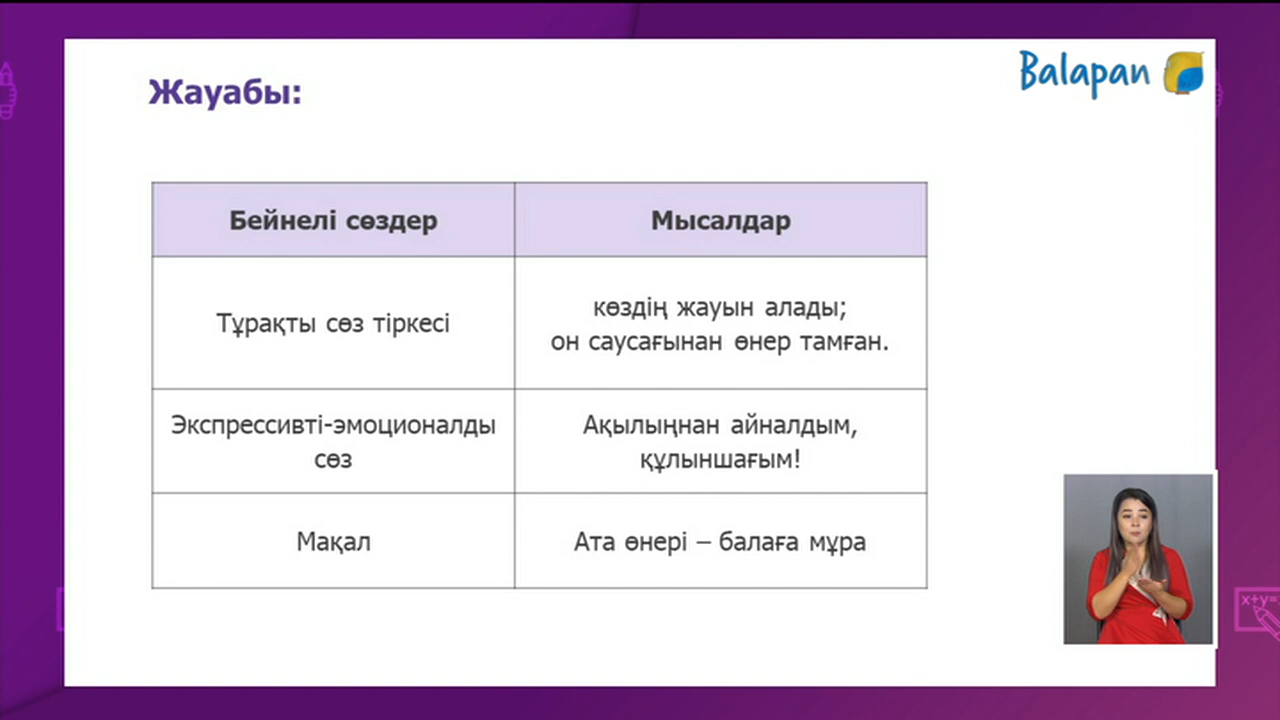 Balapan
Жауабы:
Бейнелі сөздер
Мысалдар
Тұрақты сөз тіркесі
көздің жауын алады;
он саусағынан өнер тамған.
Экспрессивті-эмоционалды
сөз
Ақылыңнан айналдым,
құлыншағым!
Мақал
Ата өнері – балаға мұра
x+y=